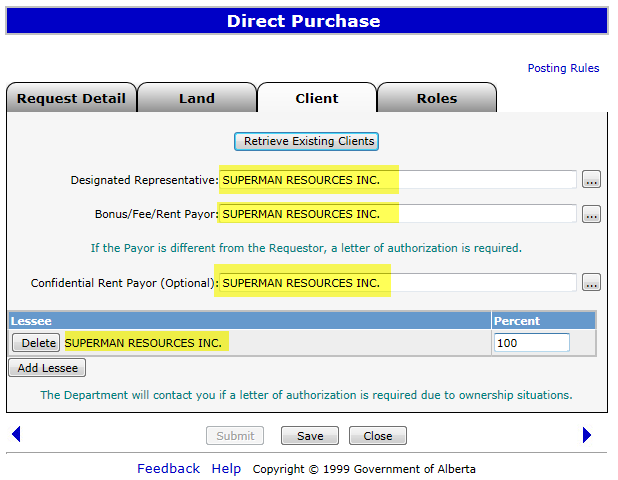 Direct Purchase
Posting Rules
Request Detail Land Client Roles
Retrieve Existing Clients
Designated Representative: SUPERMAN RESOURCES INC. ...
Bonus/Fee/Rent Payor: SUPERMAN RESOURCES INC. ...
If the Payor is different from the Requestor, a letter of authorization is required.
Confidential Rent Payor (Optional): SUPERMAN RESOURCES INC. ...
Lessee Percent
Delete SUPERMAN RESOURCES INC. 100
Add Lessee
The Department will contact you if a letter of authorization is required due to ownership situations.
Submit Save Close
Feedback Help Copyright © 1999 Government of Alberta